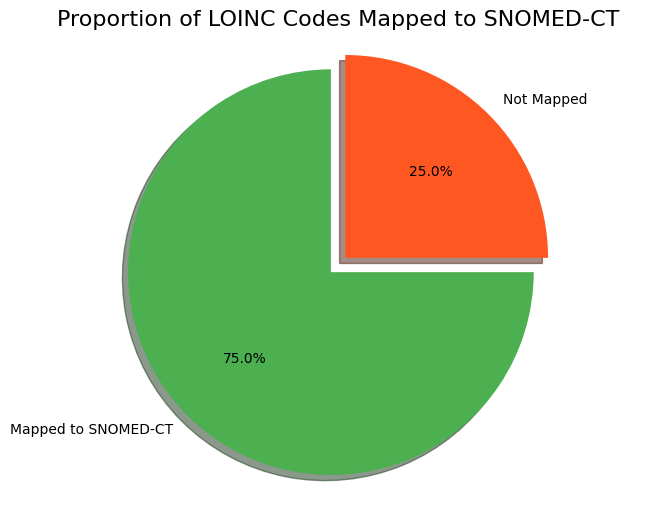 Proportion of LOINC Codes Mapped to SNOMED-CT
Not Mapped
25.0%
75.0%
Mapped to SNOMED-CT